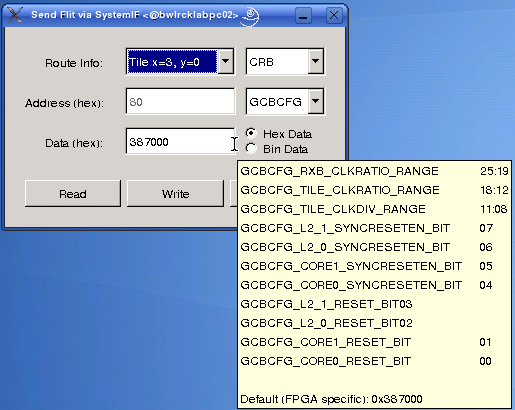 Send Flit via SystemIF <@bwlrcklabpc02>
Route Info: Tile x=3, y=0 CRB
Address (hex): 80 GCBCFG
Data (hex): 387000 Hex Data
Bin Data
Read Write
GCBCFG_RXB_CLKRATIO_RANGE 25:19
GCBCFG_TILE_CLKRATIO_RANGE 18:12
GCBCFG_TILE_CLKDIV_RANGE 11:08
GCBCFG_L2_1_SYNCRESETEN_BIT 07
GCBCFG_L2_0_SYNCRESETEN_BIT 06
GCBCFG_CORE1_SYNCRESETEN_BIT 05
GCBCFG_CORE0_SYNCRESETEN_BIT 04
GCBCFG_L2_1_RESET_BIT03
GCBCFG_L2_0_RESET_BIT02
GCBCFG_CORE1_RESET_BIT 01
GCBCFG_CORE0_RESET_BIT 00
Default (FPGA specific): 0x387000